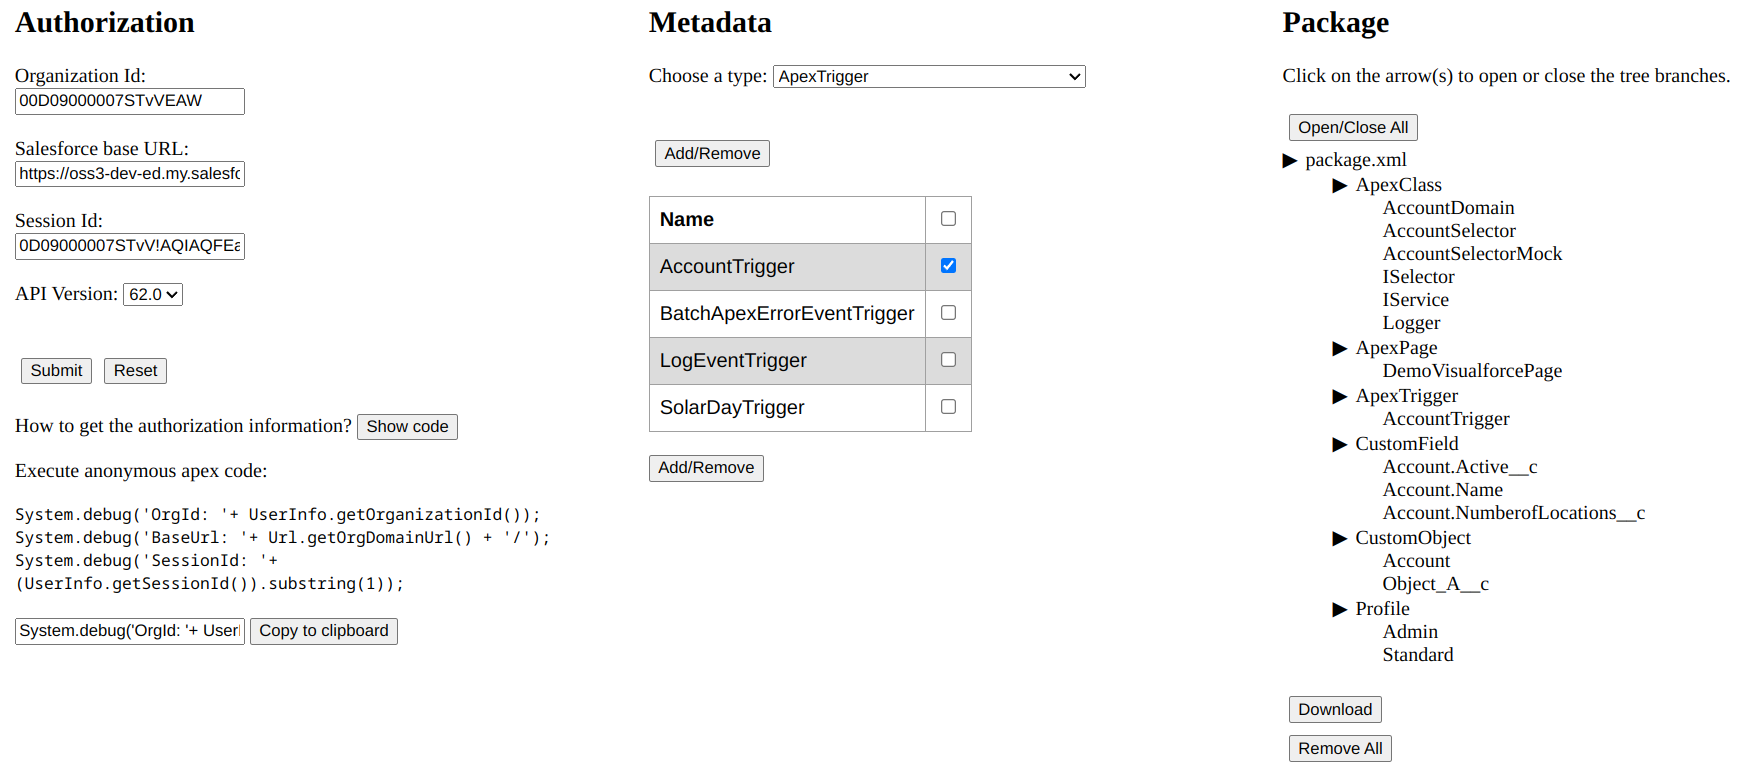 Authorization
Organization Id:
00D09000007STvVEAW
Salesforce base URL:
https://oss3-dev-ed.my.salesfo
Session Id:
0D09000007STvV!AQIAQFEa
API Version: 62.0
Submit Reset
How to get the authorization information? Show code
Execute anonymous apex code:
System.debug('OrgId: '+ UserInfo.getOrganizationId());
System.debug('BaseUrl: '+ Url.getOrgDomainUrl() + '/');
System.debug('SessionId: '+
(UserInfo.getSessionId()).substring(1));
System.debug('OrgId: '+ User Copy to clipboard
Metadata
Choose a type: ApexTrigger
Add/Remove
Name
AccountTrigger
BatchApexErrorEventTrigger
LogEventTrigger
SolarDayTrigger
Add/Remove
Package
Click on the arrow(s) to open or close the tree branches.
Open/Close All
▶ package.xml
▶ ApexClass
AccountDomain
AccountSelector
AccountSelectorMock
ISelector
IService
Logger
▶ ApexPage
DemoVisualforcePage
▶ ApexTrigger
AccountTrigger
▶ CustomField
Account.Active__c
Account.Name
Account.NumberofLocations__c
▶ CustomObject
Account
Object_A__c
▶ Profile
Admin
Standard
Download
Remove All